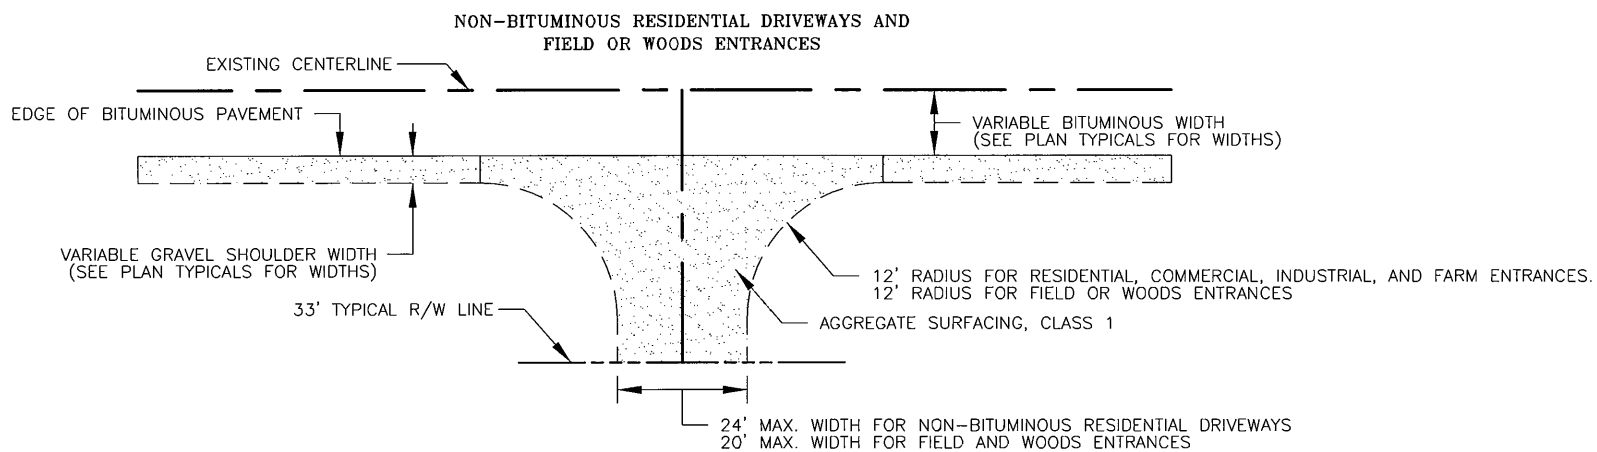 NON-BITUMINOUS RESIDENTIAL DRIVEWAYS AND
FIELD OR WOODS ENTRANCES
EXISTING CENTERLINE
EDGE OF BITUMINOUS PAVEMENT
VARIABLE BITUMINOUS WIDTH
(SEE PLAN TYPICALS FOR WIDTHS)
VARIABLE GRAVEL SHOULDER WIDTH
(SEE PLAN TYPICALS FOR WIDTHS)
12' RADIUS FOR RESIDENTIAL, COMMERCIAL, INDUSTRIAL, AND FARM ENTRANCES.
12' RADIUS FOR FIELD OR WOODS ENTRANCES
33' TYPICAL R/W LINE
AGGREGATE SURFACING, CLASS 1
24' MAX. WIDTH FOR NON-BITUMINOUS RESIDENTIAL DRIVEWAYS
20' MAX. WIDTH FOR FIELD AND WOODS ENTRANCES